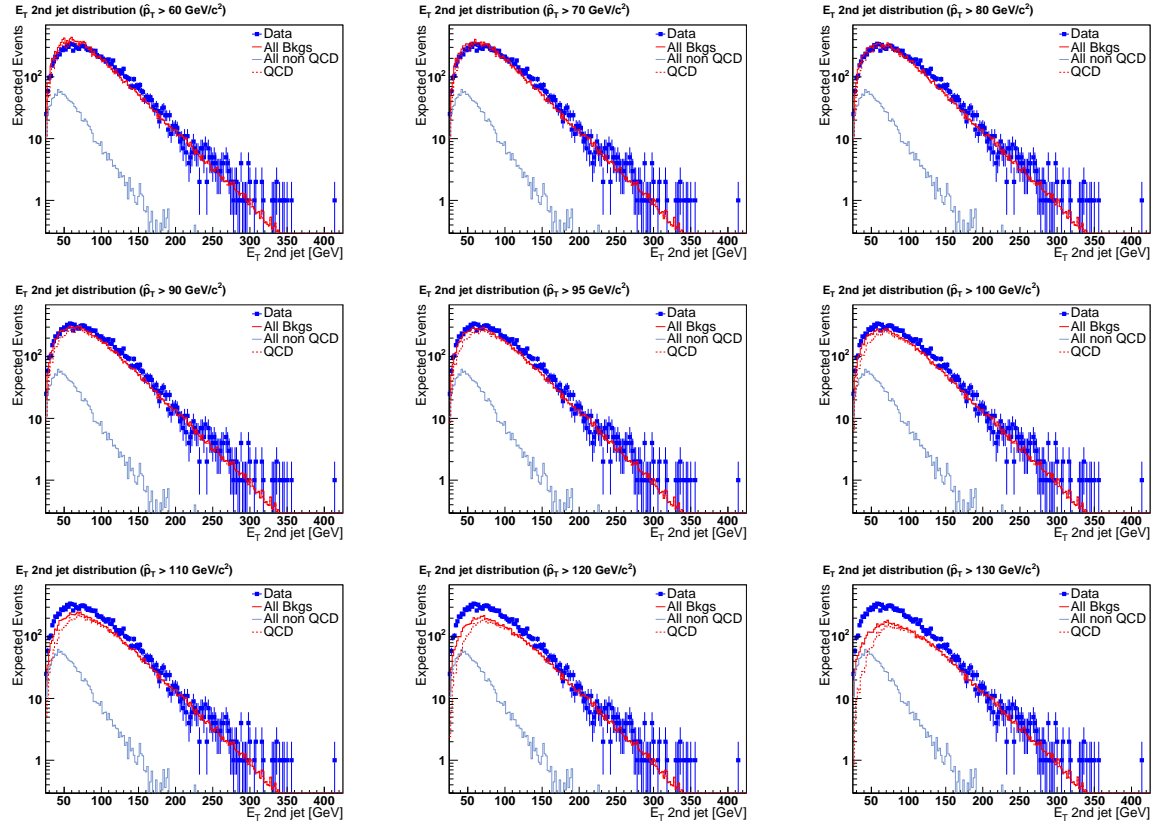 E_T 2nd jet distribution (p̂_T > 60 GeV/c²)
Expected Events
Data
All Bkgs
All non QCD
QCD
10²
10
1
50 100 150 200 250 300 350 400
E_T 2nd jet [GeV]
E_T 2nd jet distribution (p̂_T > 70 GeV/c²)
Expected Events
Data
All Bkgs
All non QCD
QCD
10²
10
1
50 100 150 200 250 300 350 400
E_T 2nd jet [GeV]
E_T 2nd jet distribution (p̂_T > 80 GeV/c²)
Expected Events
Data
All Bkgs
All non QCD
QCD
10²
10
1
50 100 150 200 250 300 350 400
E_T 2nd jet [GeV]
E_T 2nd jet distribution (p̂_T > 90 GeV/c²)
Expected Events
Data
All Bkgs
All non QCD
QCD
10²
10
1
50 100 150 200 250 300 350 400
E_T 2nd jet [GeV]
E_T 2nd jet distribution (p̂_T > 95 GeV/c²)
Expected Events
Data
All Bkgs
All non QCD
QCD
10²
10
1
50 100 150 200 250 300 350 400
E_T 2nd jet [GeV]
E_T 2nd jet distribution (p̂_T > 100 GeV/c²)
Expected Events
Data
All Bkgs
All non QCD
QCD
10²
10
1
50 100 150 200 250 300 350 400
E_T 2nd jet [GeV]
E_T 2nd jet distribution (p̂_T > 110 GeV/c²)
Expected Events
Data
All Bkgs
All non QCD
QCD
10²
10
1
50 100 150 200 250 300 350 400
E_T 2nd jet [GeV]
E_T 2nd jet distribution (p̂_T > 120 GeV/c²)
Expected Events
Data
All Bkgs
All non QCD
QCD
10²
10
1
50 100 150 200 250 300 350 400
E_T 2nd jet [GeV]
E_T 2nd jet distribution (p̂_T > 130 GeV/c²)
Expected Events
Data
All Bkgs
All non QCD
QCD
10²
10
1
50 100 150 200 250 300 350 400
E_T 2nd jet [GeV]